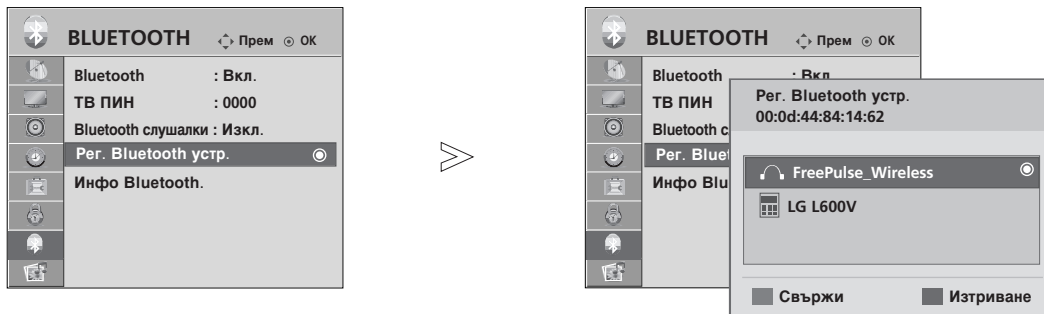 BLUETOOTH Прем OK
Bluetooth : Вкл.
ТВ ПИН : 0000
Bluetooth слушалки : Изкл.
Рег. Bluetooth устр.
Инфо Bluetooth.
BLUETOOTH Прем OK
Bluetooth : Вкл
ТВ ПИН
Bluetooth с
Рег. Bluet
Инфо Blu
Рег. Bluetooth устр.
00:0d:44:84:14:62
FreePulse_Wireless
LG L600V
Свържи Изтриване